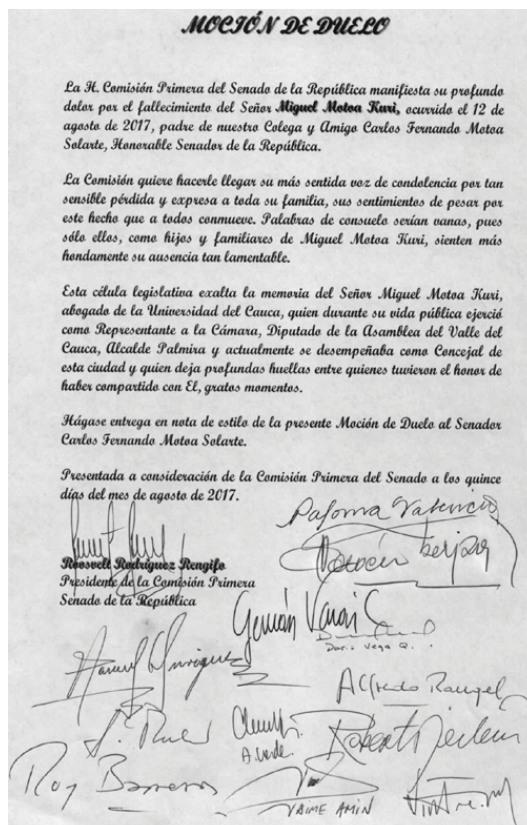 MOCIÓN DE DUELO
La H. Comisión Primera del Senado de la República manifiesta su profundo
dolor por el fallecimiento del Señor Miguel Motoa Kuri, ocurrido el 12 de
agosto de 2017, padre de nuestro Colega y Amigo Carlos Fernando Motoa
Solarte, Honorable Senador de la República.
La Comisión quiere hacerle llegar su más sentida voz de condolencia por tan
sensible pérdida y expresa a toda su familia, sus sentimientos de pesar por
este hecho que a todos conmueve. Palabras de consuelo serían vanas, pues
sólo ellos, como hijos y familiares de Miguel Motoa Kuri, sienten más
hondamente su ausencia tan lamentable.
Esta célula legislativa exalta la memoria del Señor Miguel Motoa Kuri,
abogado de la Universidad del Cauca, quien durante su vida pública ejerció
como Representante a la Cámara, Diputado de la Asamblea del Valle del
Cauca, Alcalde Palmira y actualmente se desempeñaba como Concejal de
esta ciudad y quien deja profundas huellas entre quienes tuvieron el honor de
haber compartido con El, gratos momentos.
Hágase entrega en nota de estilo de la presente Moción de Duelo al Senador
Carlos Fernando Motoa Solarte.
Presentada a consideración de la Comisión Primera del Senado a los quince
días del mes de agosto de 2017.
Paloma Valencia
Roosvelt Rodríguez Rengifo
Presidente de la Comisión Primera
Senado de la República
Germán Varón C
Doris Vega Q.
Manuel Enríquez
Alfredo Rangel
Roberto Gerlein
Roy Barreras
JAIME AMIN